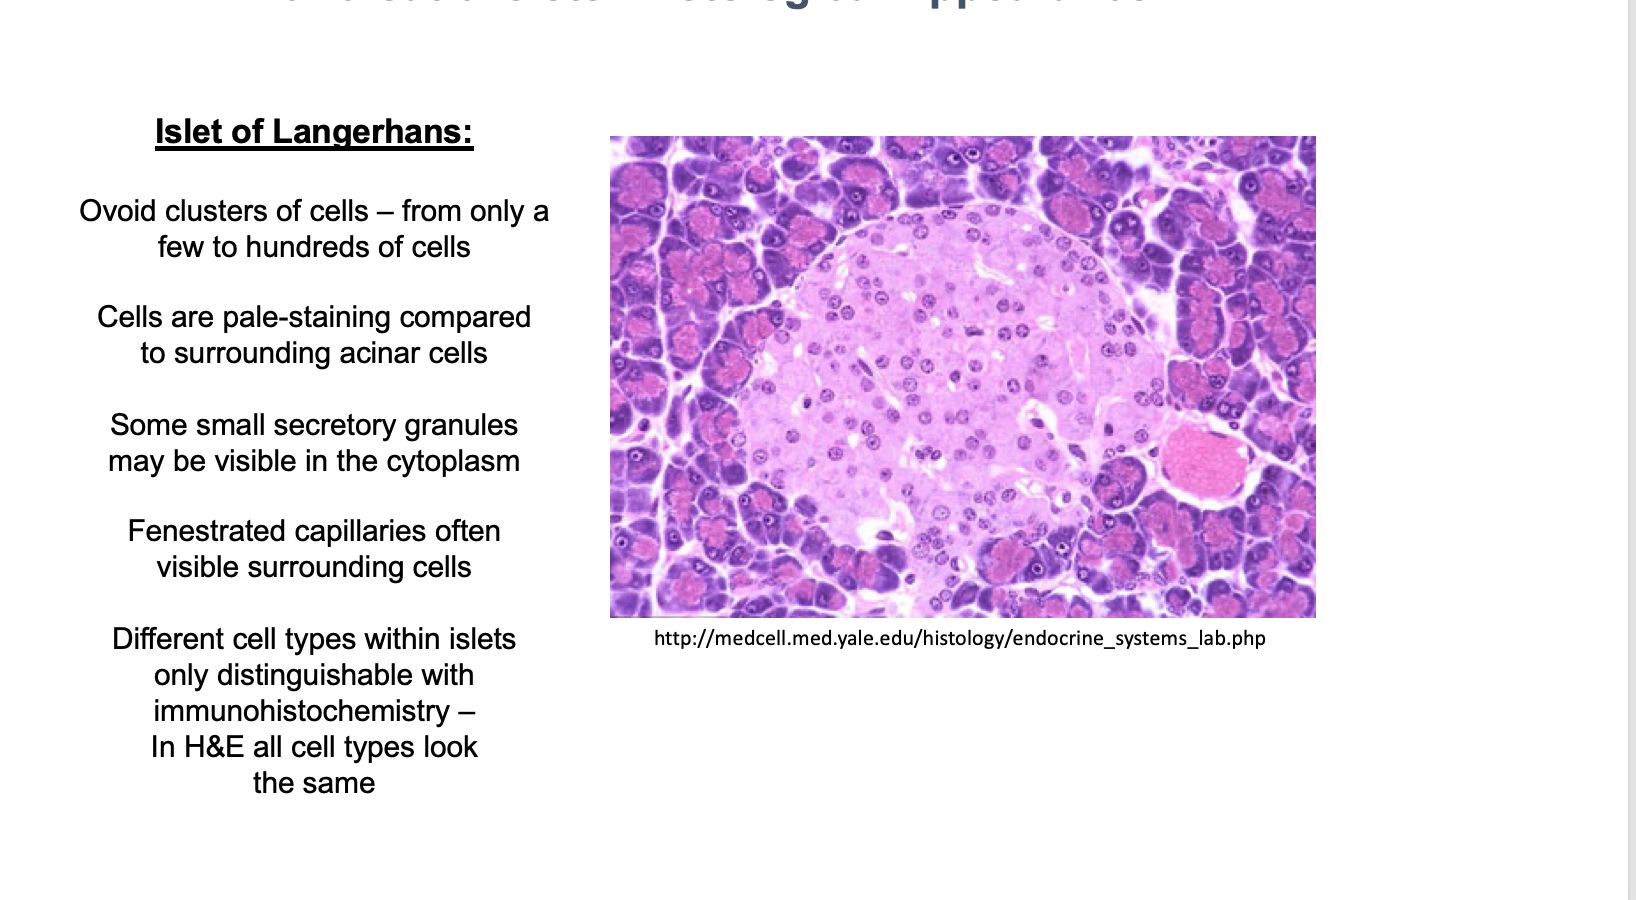 Islet of Langerhans:
Ovoid clusters of cells – from only a
few to hundreds of cells
Cells are pale-staining compared
to surrounding acinar cells
Some small secretory granules
may be visible in the cytoplasm
Fenestrated capillaries often
visible surrounding cells
Different cell types within islets
only distinguishable with
immunohistochemistry –
In H&E all cell types look
the same
http://medcell.med.yale.edu/histology/endocrine_systems_lab.php